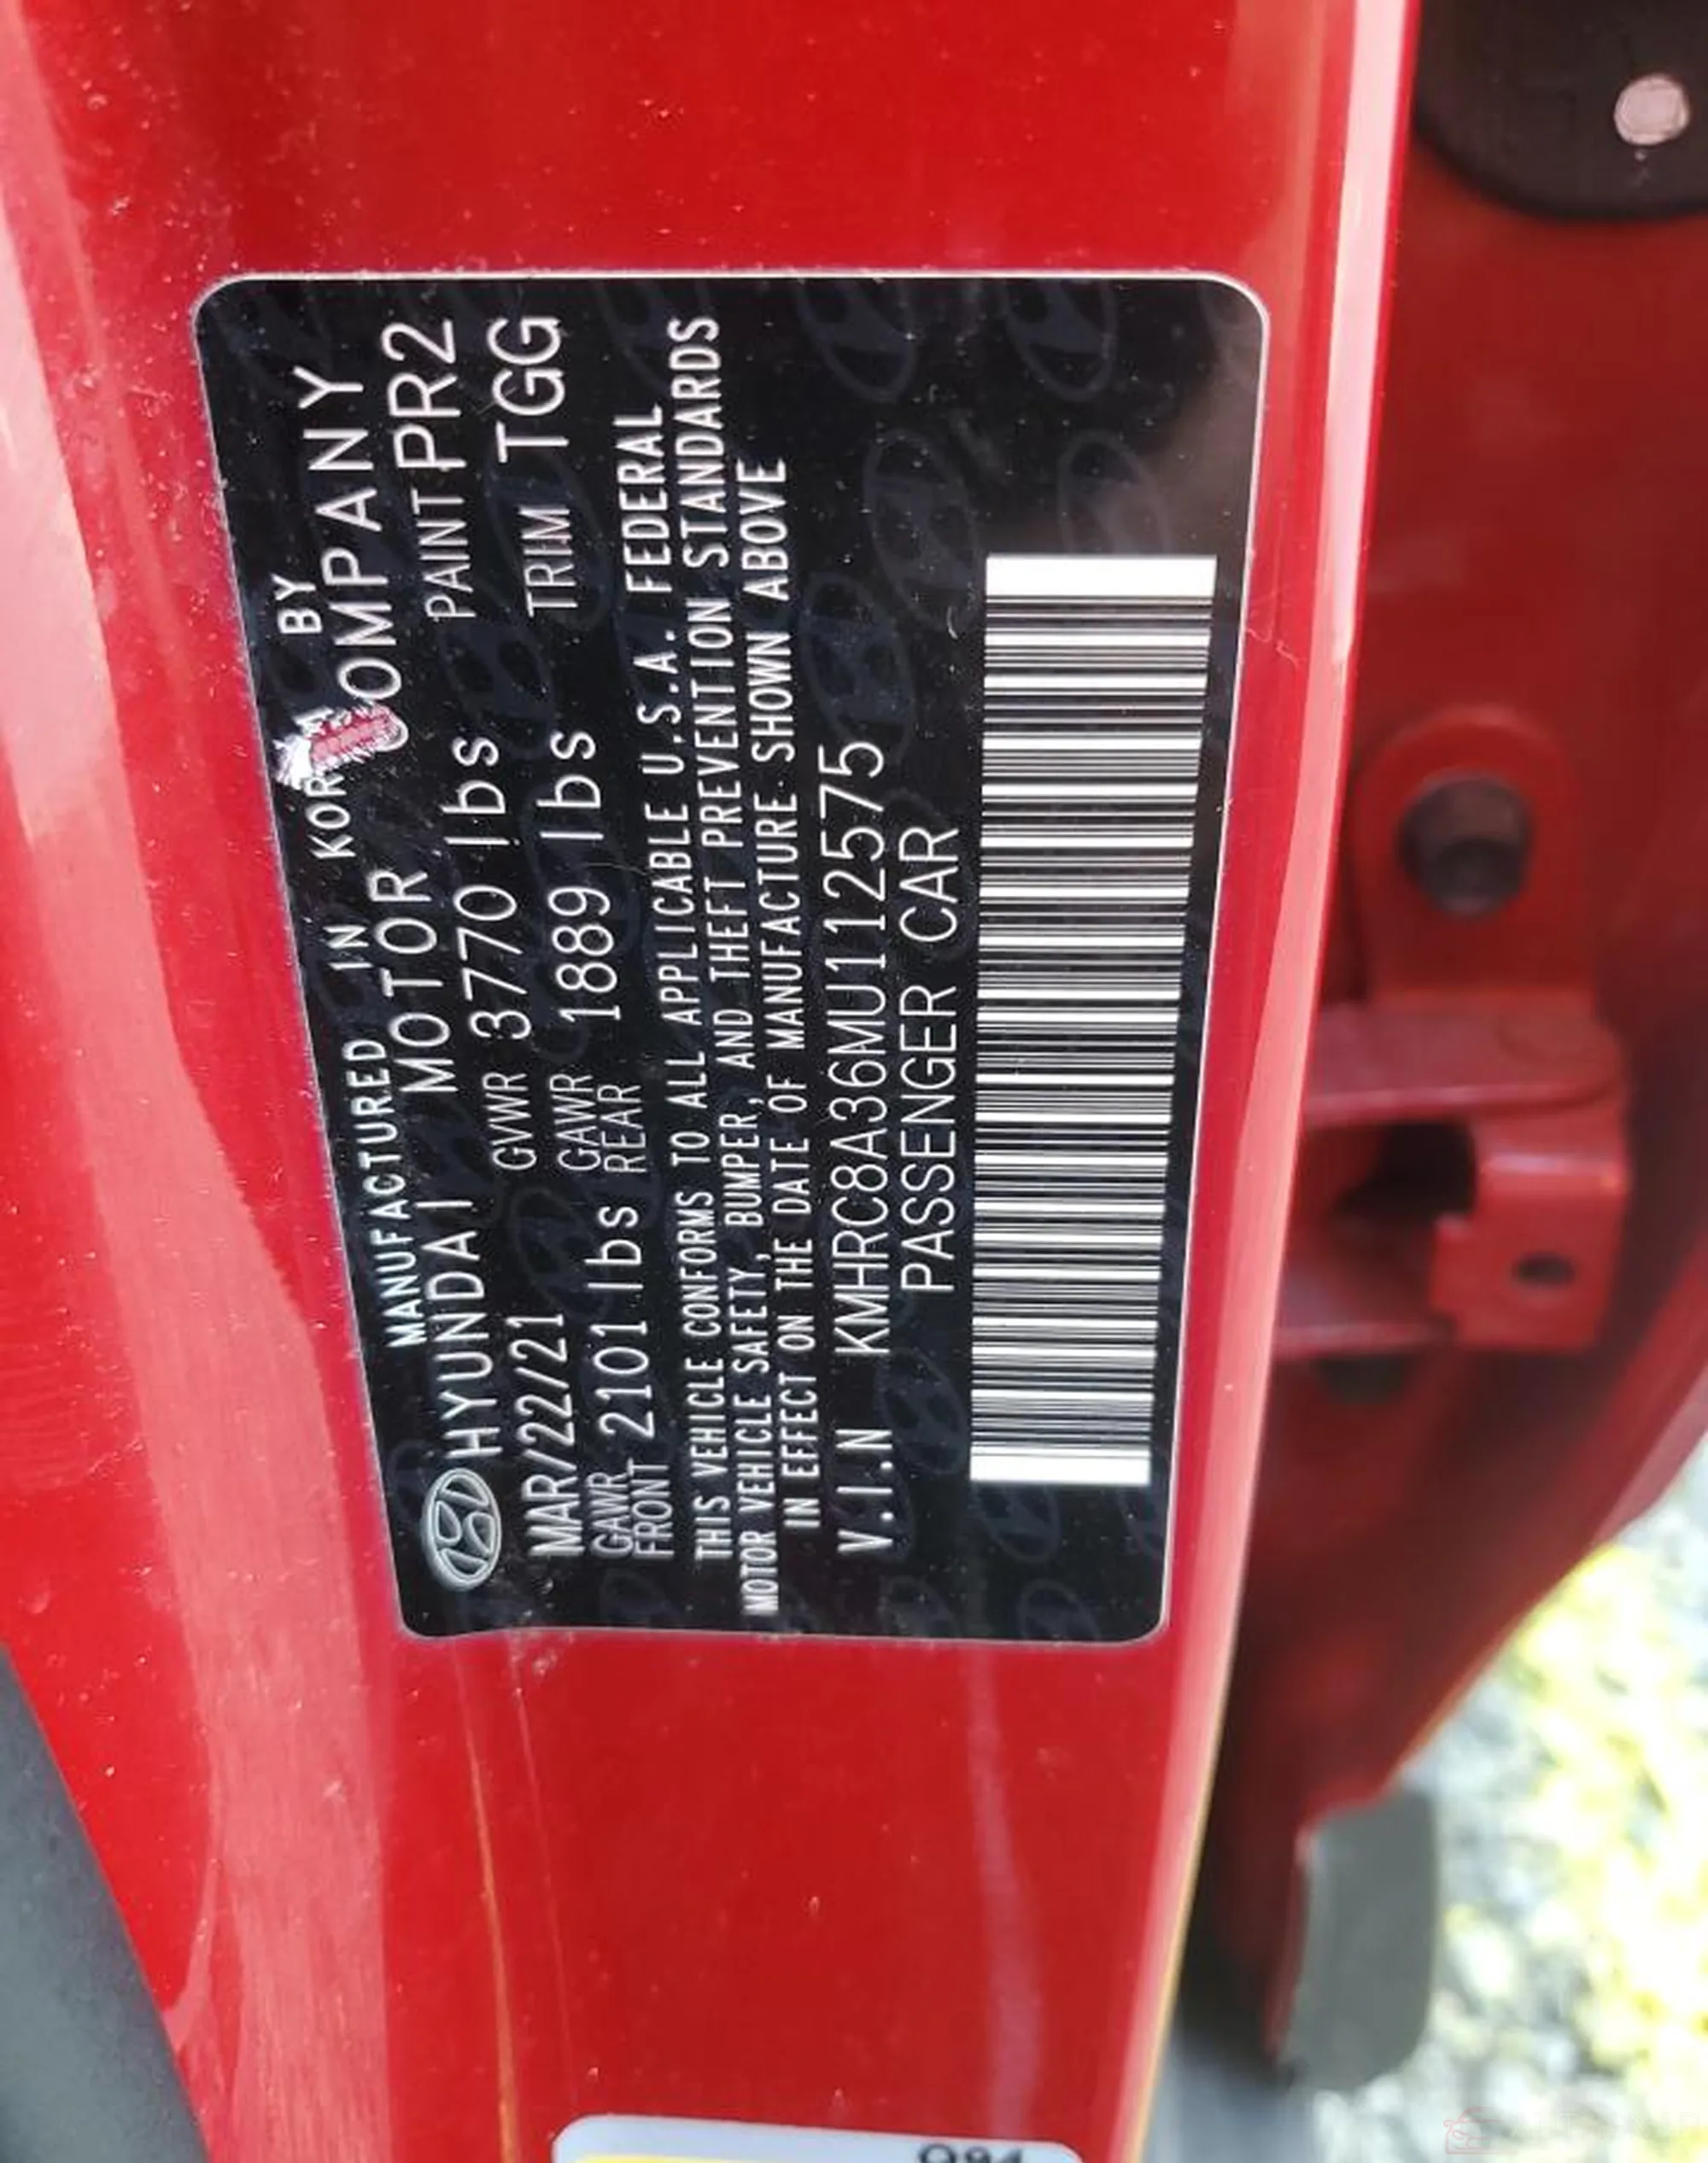 MANUFACTURED IN KOREA BY
HYUNDAI MOTOR COMPANY
MAR/22/21 GVWR 3770 lbs PAINT PR2
GAWR FRONT 2101 lbs GAWR REAR 1889 lbs TRIM TGG
THIS VEHICLE CONFORMS TO ALL APPLICABLE U.S.A. FEDERAL
MOTOR VEHICLE SAFETY, BUMPER, AND THEFT PREVENTION STANDARDS
IN EFFECT ON THE DATE OF MANUFACTURE SHOWN ABOVE
V.I.N KMHRC8A36MU112575
PASSENGER CAR